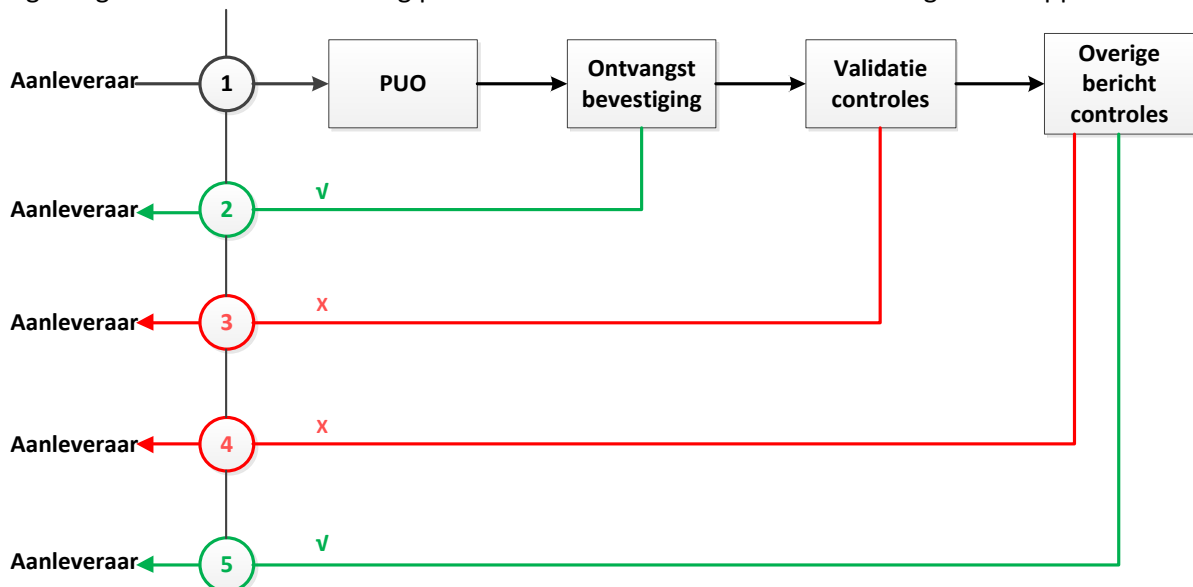 Aanleveraar
1
PUO
Ontvangst
bevestiging
Validatie
controles
Overige
bericht
controles
Aanleveraar
2
√
Aanleveraar
3
X
Aanleveraar
4
X
Aanleveraar
5
√